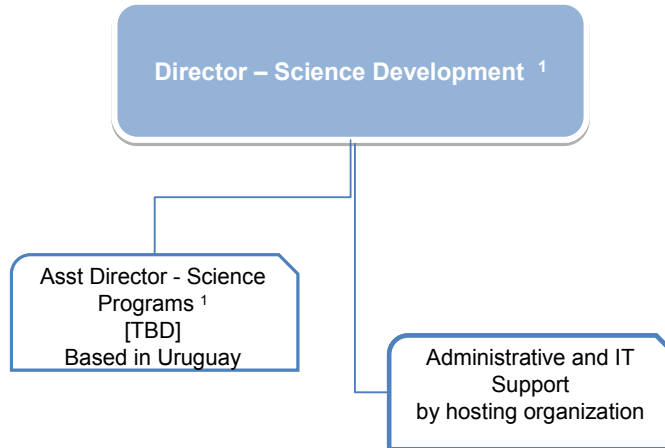 Director – Science Development ¹
Asst Director - Science
Programs ¹
[TBD]
Based in Uruguay
Administrative and IT
Support
by hosting organization